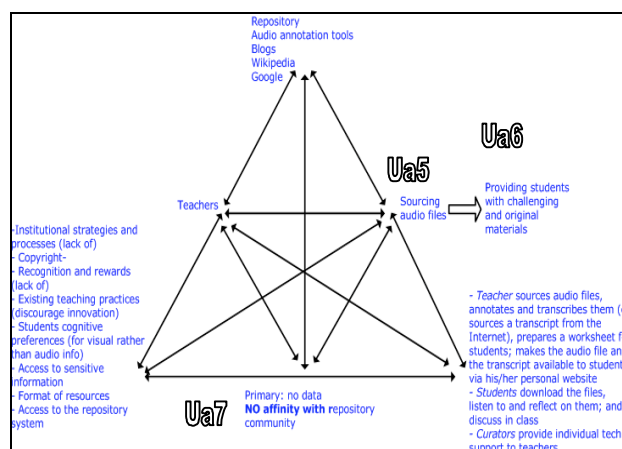 Repository
Audio annotation tools
Blogs
Wikipedia
Google
Ua6
Ua5
Teachers
Sourcing
audio files
Providing students
with challenging
and original
materials
-Institutional strategies and
processes (lack of)
- Copyright-
- Recognition and rewards
(lack of)
- Existing teaching practices
(discourage innovation)
- Students cognitive
preferences (for visual rather
than audio info)
- Access to sensitive
information
- Format of resources
- Access to the repository
system
Ua7
Primary: no data
NO affinity with repository
community
- Teacher sources audio files,
annotates and transcribes them (
sources a transcript from the
Internet), prepares a worksheet
students; makes the audio file
the transcript available to
via his/her personal website
- Students download the files,
listen to and reflect on them; and
discuss in class
- Curators provide individual
support to teachers